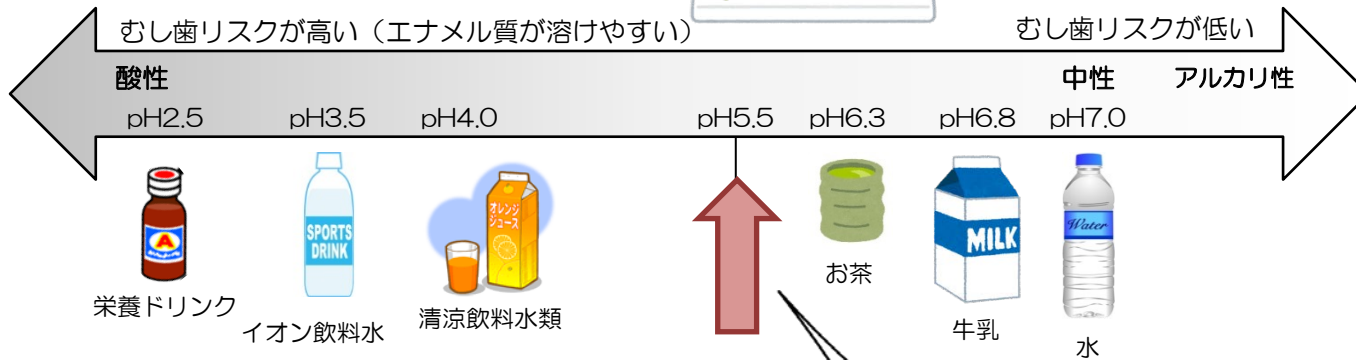 むし歯リスクが高い（エナメル質が溶けやすい） むし歯リスクが低い
酸性 中性 アルカリ性
pH2.5 pH3.5 pH4.0 pH5.5 pH6.3 pH6.8 pH7.0
A
SPORTS
DRINK
オレンジ
ジュース
MILK
Water
栄養ドリンク
イオン飲料水
清涼飲料水類
お茶
牛乳
水